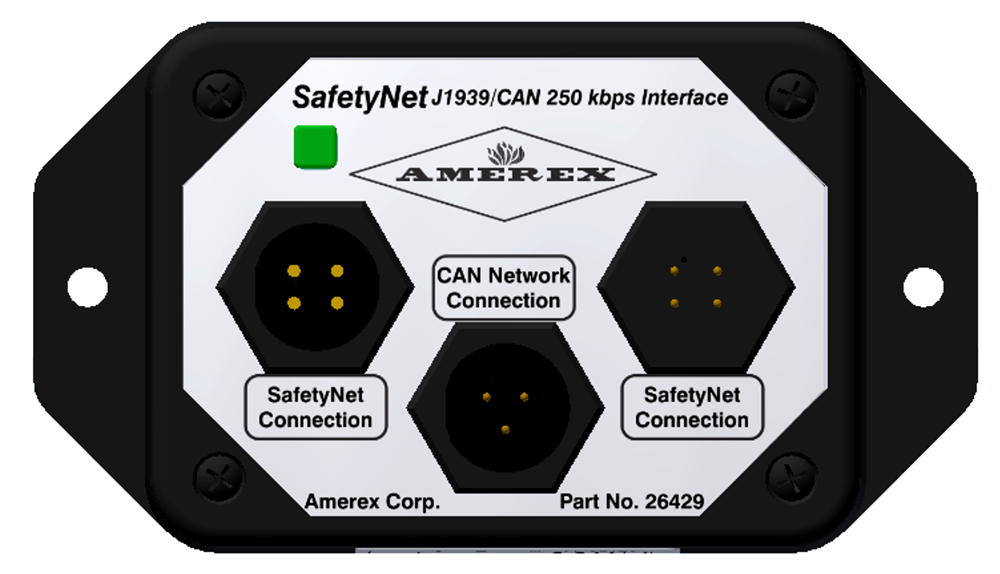 SafetyNet J1939/CAN 250 kbps Interface
AMEREX
CAN Network
Connection
SafetyNet
Connection
SafetyNet
Connection
Amerex Corp.
Part No. 26429